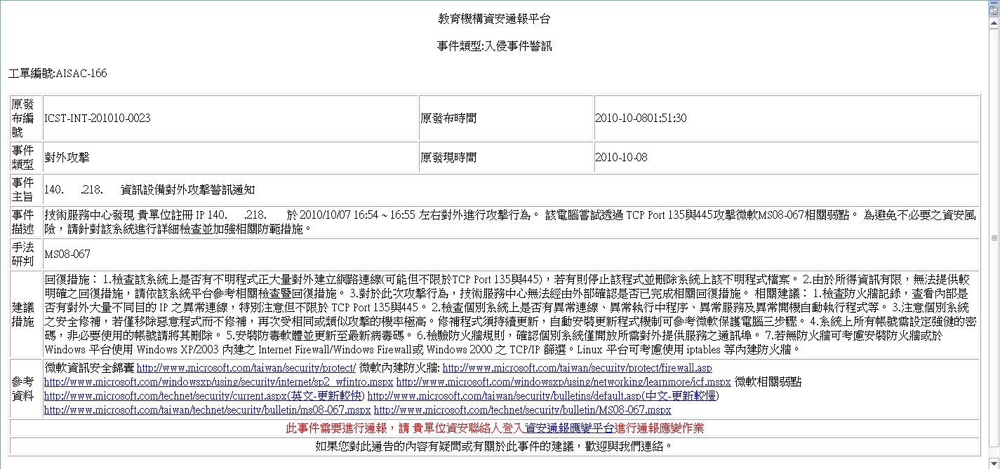 教育機構資安通報平台
事件類型:入侵事件警訊
工單編號:AISAC-166
原發
布編
號
ICST-INT-201010-0023
原發布時間
2010-10-0801:51:30
事件
類型
對外攻擊
原發現時間
2010-10-08
事件
主旨
140. .218. 資訊設備對外攻擊警訊通知
事件
描述
技術服務中心發現 貴單位註冊 IP 140. .218. 於 2010/10/07 16:54 ~ 16:55 左右對外進行攻擊行為。 該電腦嘗試透過 TCP Port 135與445攻擊微軟MS08-067相關弱點。 為避免不必要之資安風
險，請針對該系統進行詳細檢查並加強相關防範措施。
手法
研判
MS08-067
建議
措施
回復措施： 1.檢查該系統上是否有不明程式正大量對外建立網路連線(可能但不限於TCP Port 135與445)，若有則停止該程式並刪除系統上該不明程式檔案。 2.由於所得資訊有限，無法提供較
明確之回復措施，請依該系統平台參考相關檢查暨回復措施。 3.對於此次攻擊行為，技術服務中心無法經由外部確認是否已完成相關回復措施。 相關建議： 1.檢查防火牆記錄，查看內部是
否有對外大量不同目的 IP 之異常連線，特別注意但不限於 TCP Port 135與445。 2.檢查個別系統上是否有異常連線、異常執行中程序、異常服務及異常開機自動執行程式等。 3.注意個別系統
之安全修補，若僅移除惡意程式而不修補，再次受相同或類似攻擊的機率極高。修補程式須持續更新，自動安裝更新程式機制可參考微軟保護電腦三步驟。 4.系統上所有帳號需設定強健的密
碼，非必要使用的帳號請將其刪除。 5.安裝防毒軟體並更新至最新病毒碼。 6.檢驗防火牆規則，確認個別系統僅開放所需對外提供服務之通訊埠。 7.若無防火牆可考慮安裝防火牆或於
Windows 平台使用 Windows XP/2003 內建之 Internet Firewall/Windows Firewall或 Windows 2000 之 TCP/IP 篩選。Linux 平台可考慮使用 iptables 等內建防火牆。
參考
資料
微軟資訊安全錦囊 http://www.microsoft.com/taiwan/security/protect/ 微軟內建防火牆: http://www.microsoft.com/taiwan/security/protect/firewall.asp
http://www.microsoft.com/windowsxp/using/security/internet/sp2_wfintro.mspx http://www.microsoft.com/windowsxp/using/networking/learnmore/icf.mspx 微軟相關弱點
http://www.microsoft.com/technet/security/current.aspx(英文-更新較快) http://www.microsoft.com/taiwan/security/bulletins/default.asp(中文-更新較慢)
http://www.microsoft.com/taiwan/technet/security/bulletin/ms08-067.mspx http://www.microsoft.com/technet/security/bulletin/MS08-067.mspx
此事件需要進行通報，請 貴單位資安聯絡人登入資安通報應變平台進行通報應變作業
如果您對此通告的內容有疑問或有關於此事件的建議，歡迎與我們連絡。